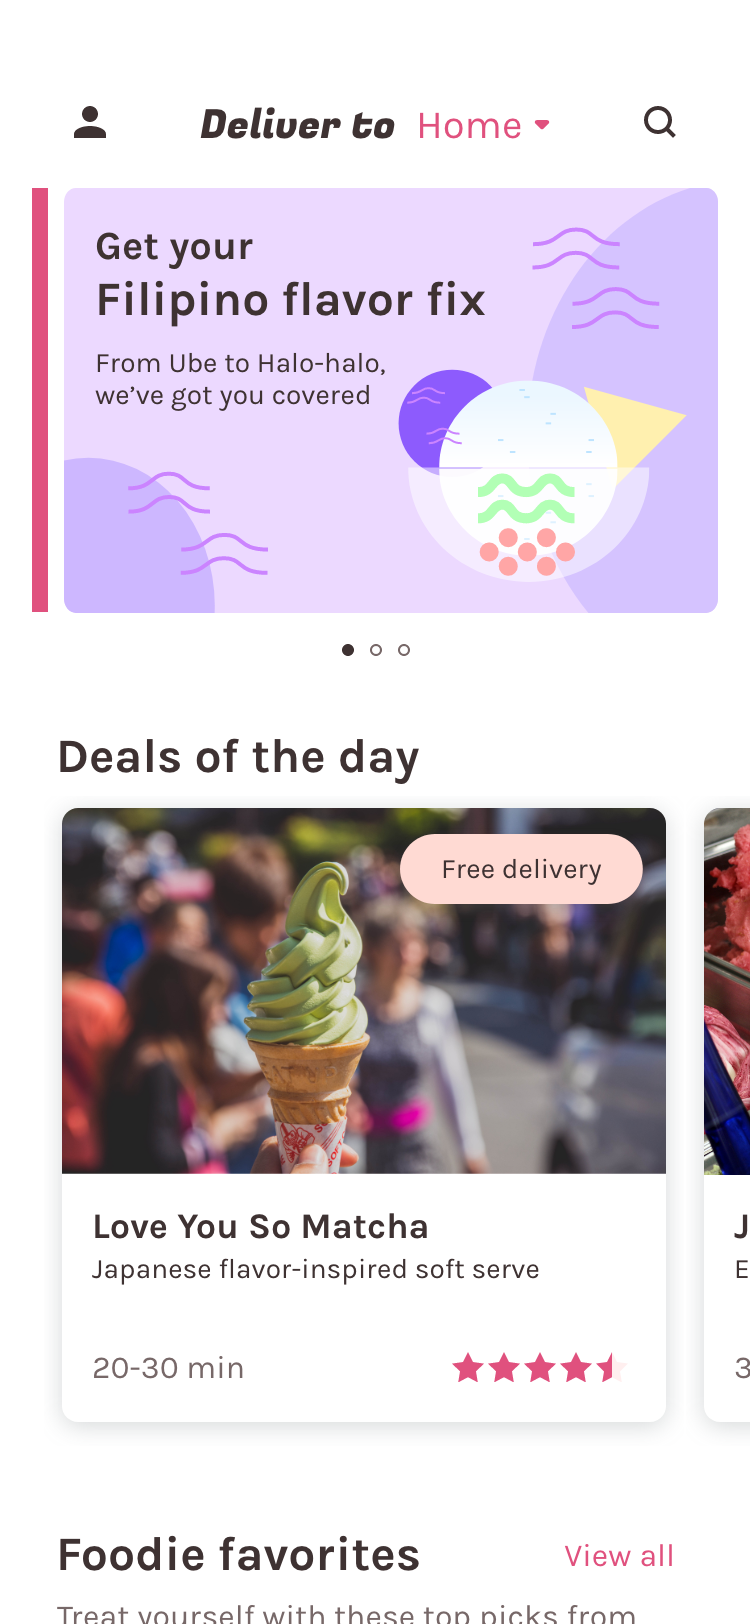 Deliver to Home
Get your
Filipino flavor fix
From Ube to Halo-halo,
we’ve got you covered
Deals of the day
Free delivery
Love You So Matcha
J
Japanese flavor-inspired soft serve
E
20-30 min
3
Foodie favorites
View all
Treat yourself with these top picks from